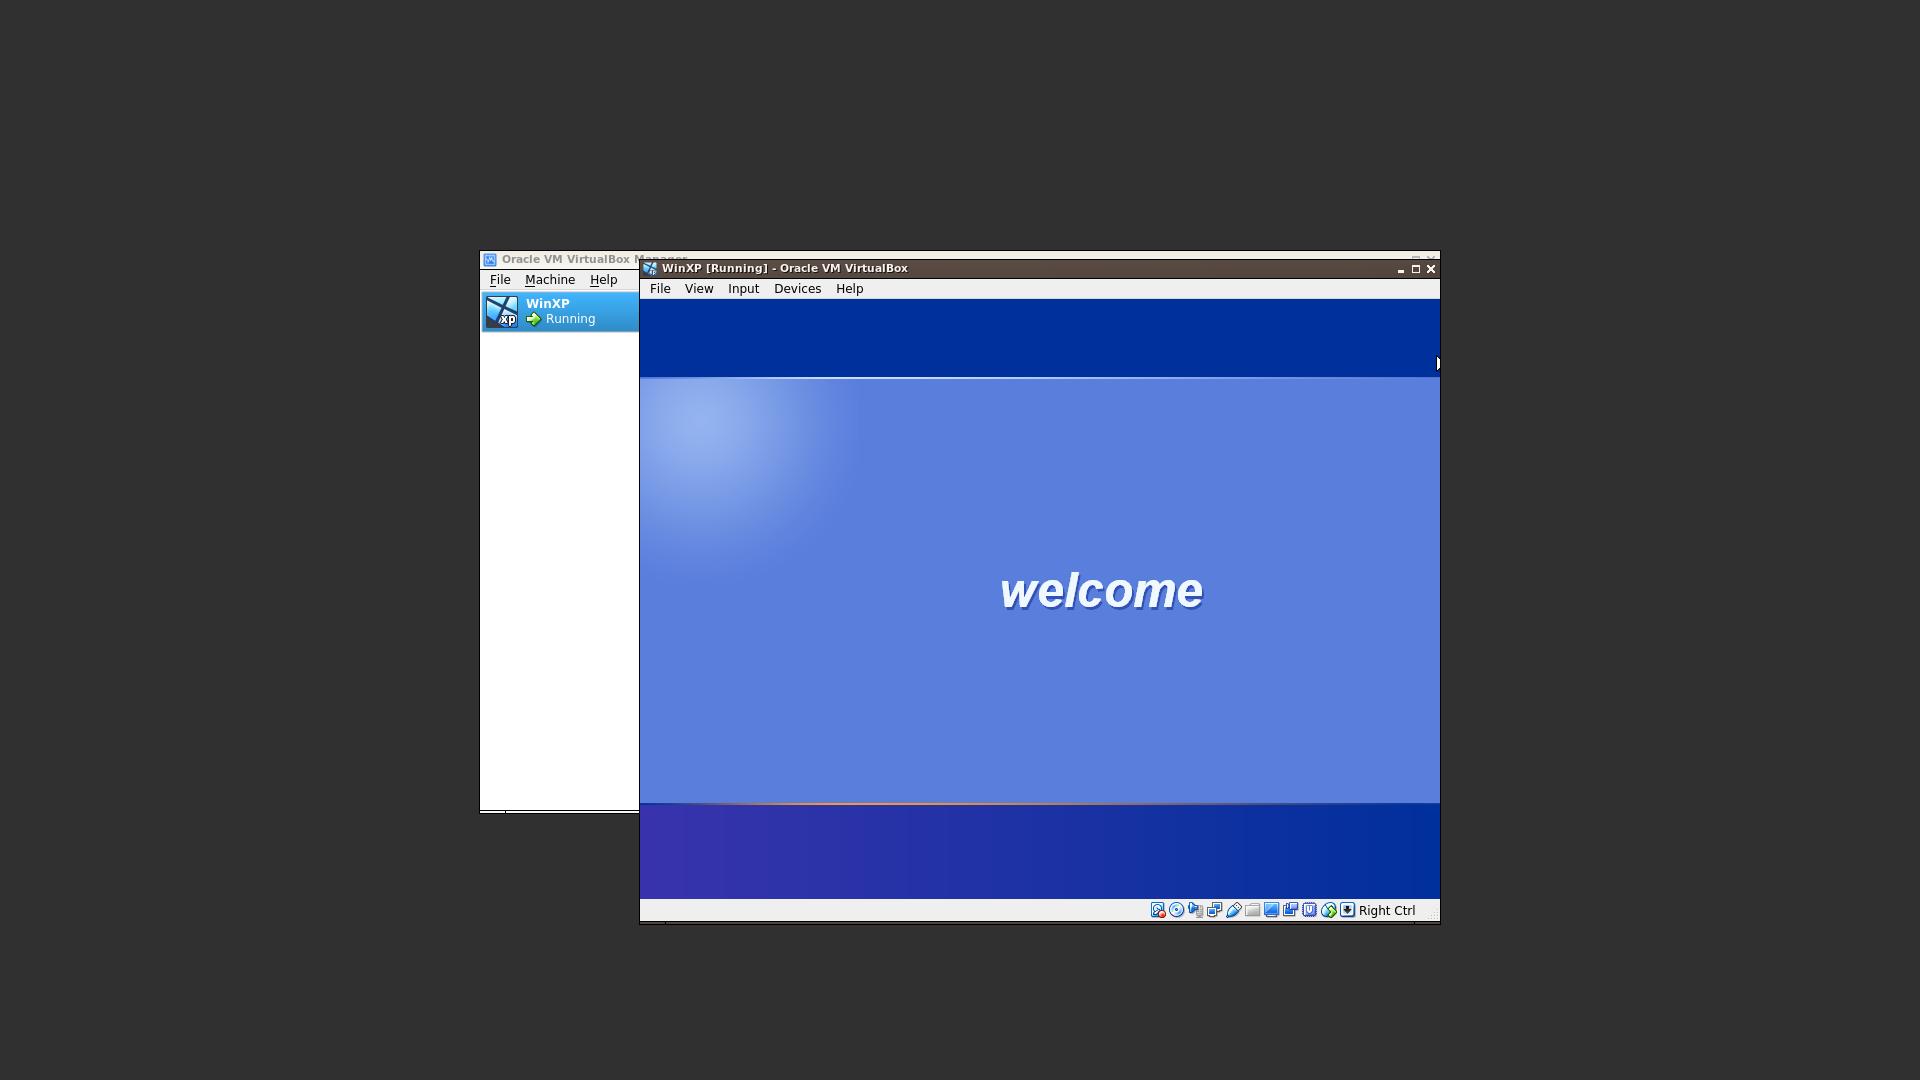 Oracle VM VirtualBox Manager
File Machine Help
xp WinXP
Running
WinXP [Running] - Oracle VM VirtualBox
File View Input Devices Help
welcome
Right Ctrl